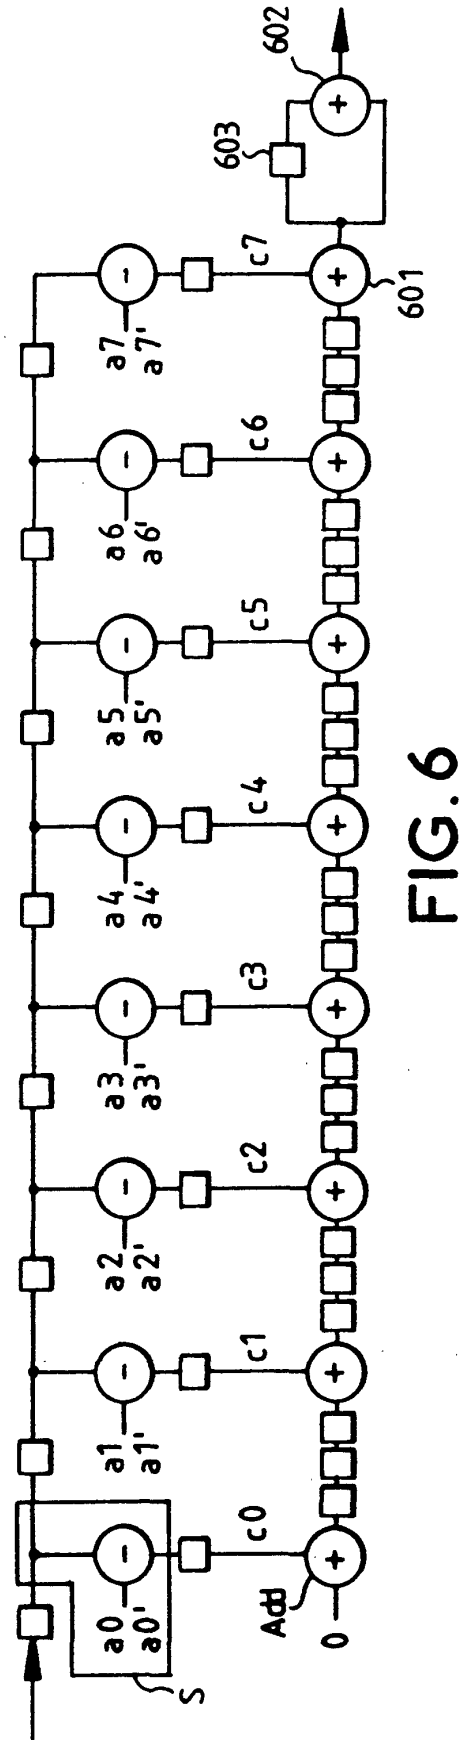 602
603
601
a7
a7'
c7
a6
a6'
c6
a5
a5'
c5
a4
a4'
c4
a3
a3'
c3
a2
a2'
c2
a1
a1'
c1
a0
a0'
c0
S
Add
0
+
+
+
+
+
+
+
+
+
-
-
-
-
-
-
-
-
FIG. 6